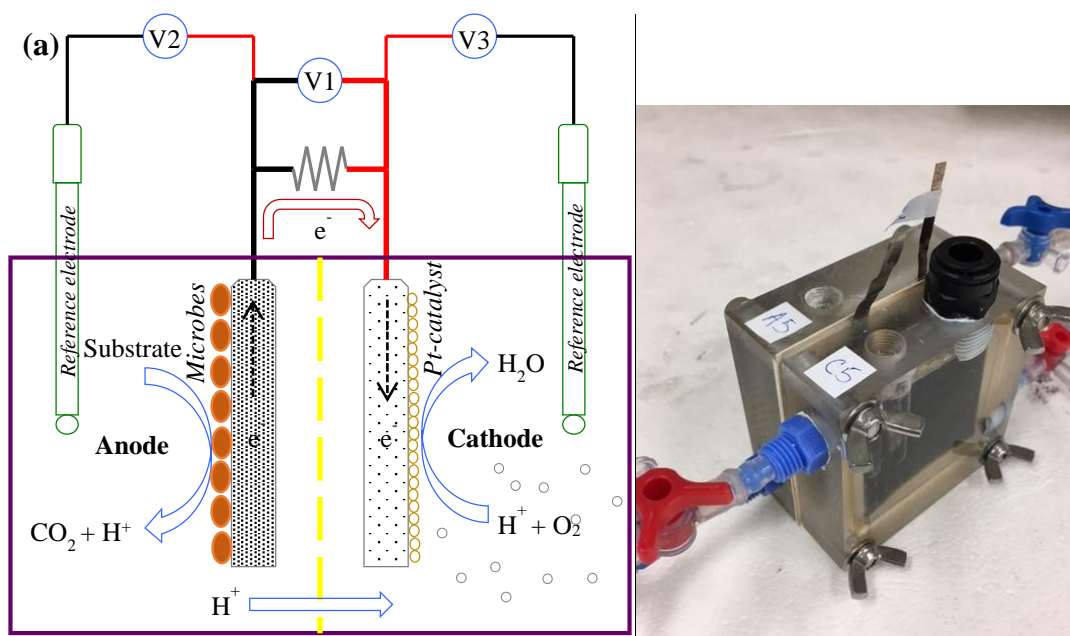 (a)
V2
V3
V1
e⁻
Reference electrode
Microbes
Pt-catalyst
Reference electrode
Substrate
H₂O
Anode
e⁻
e⁻
Cathode
CO₂ + H⁺
H⁺ + O₂
H⁺
A5
C5